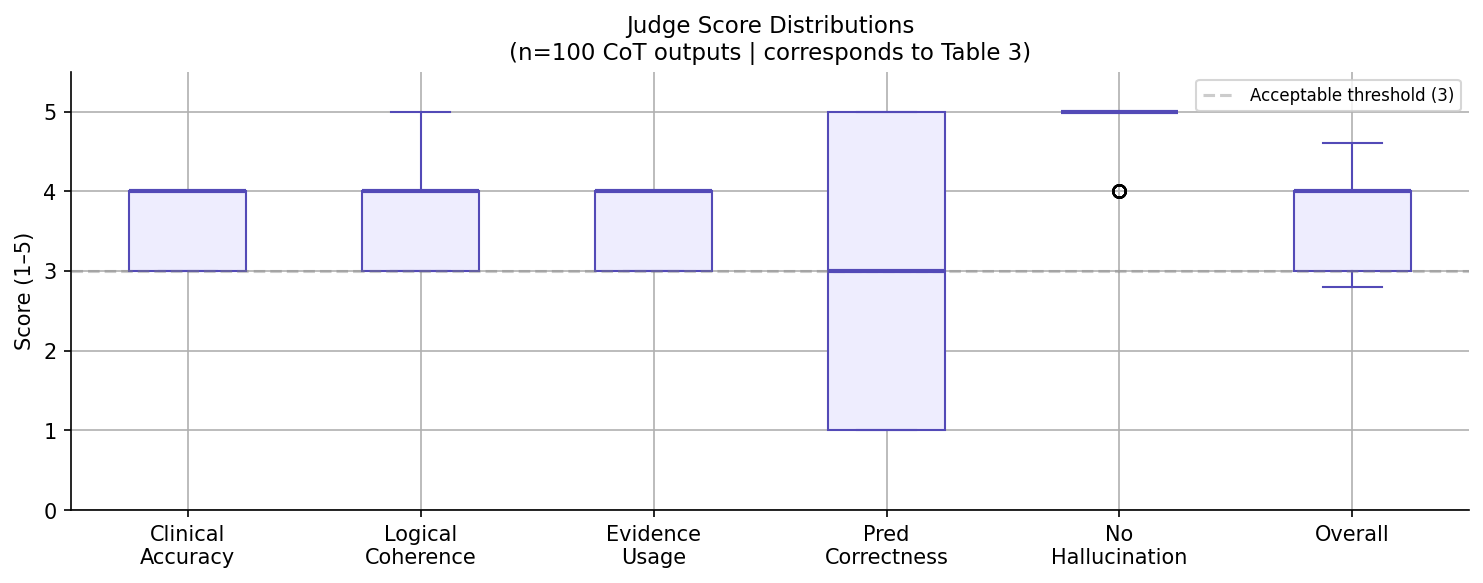 Judge Score Distributions
(n=100 CoT outputs | corresponds to Table 3)
Acceptable threshold (3)
Score (1–5)
5
4
3
2
1
0
Clinical
Accuracy
Logical
Coherence
Evidence
Usage
Pred
Correctness
No
Hallucination
Overall